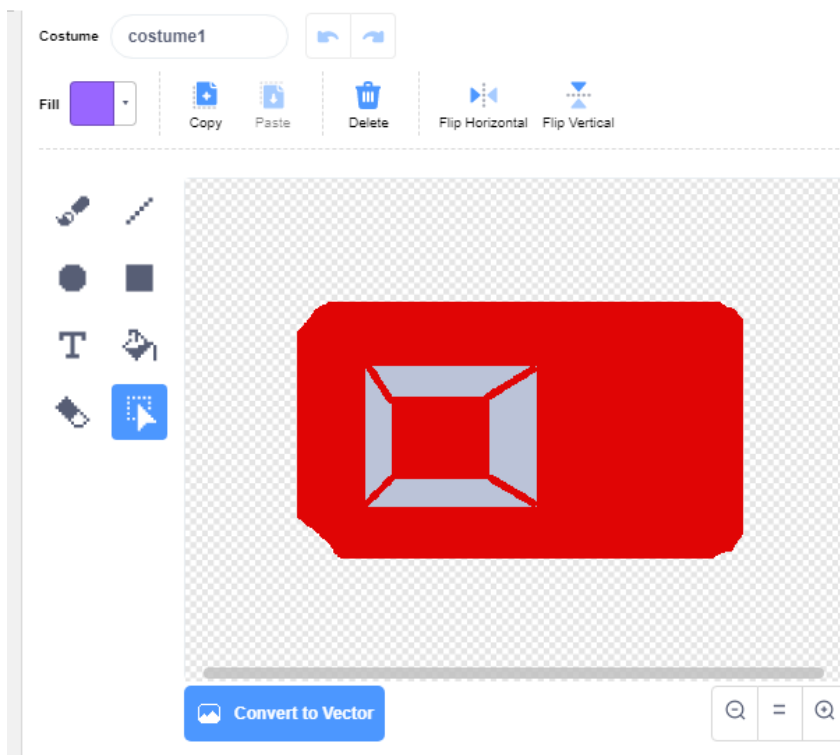 Costume costume1
Fill
Copy Paste Delete Flip Horizontal Flip Vertical
Convert to Vector